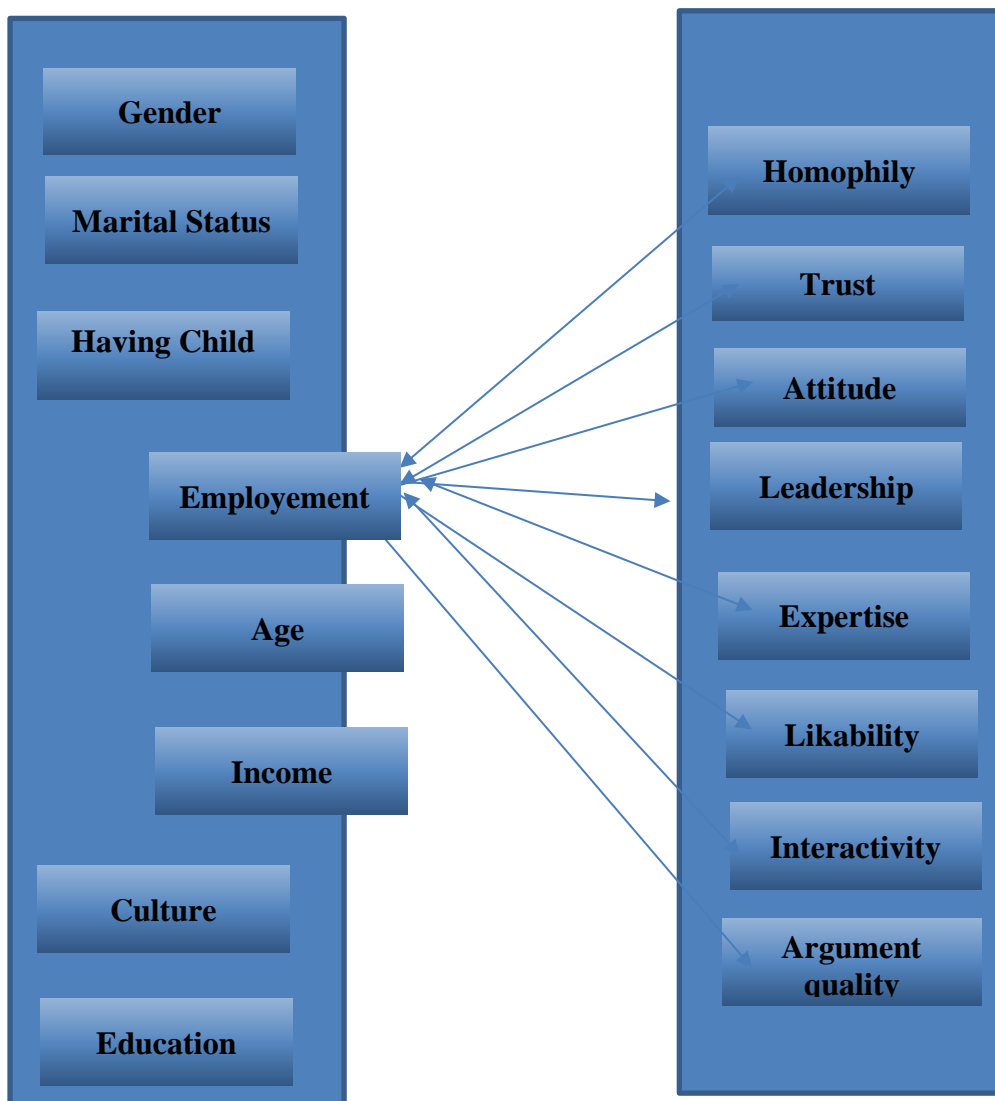 Gender
Marital Status
Having Child
Employement
Age
Income
Culture
Education
Homophily
Trust
Attitude
Leadership
Expertise
Likability
Interactivity
Argument
quality